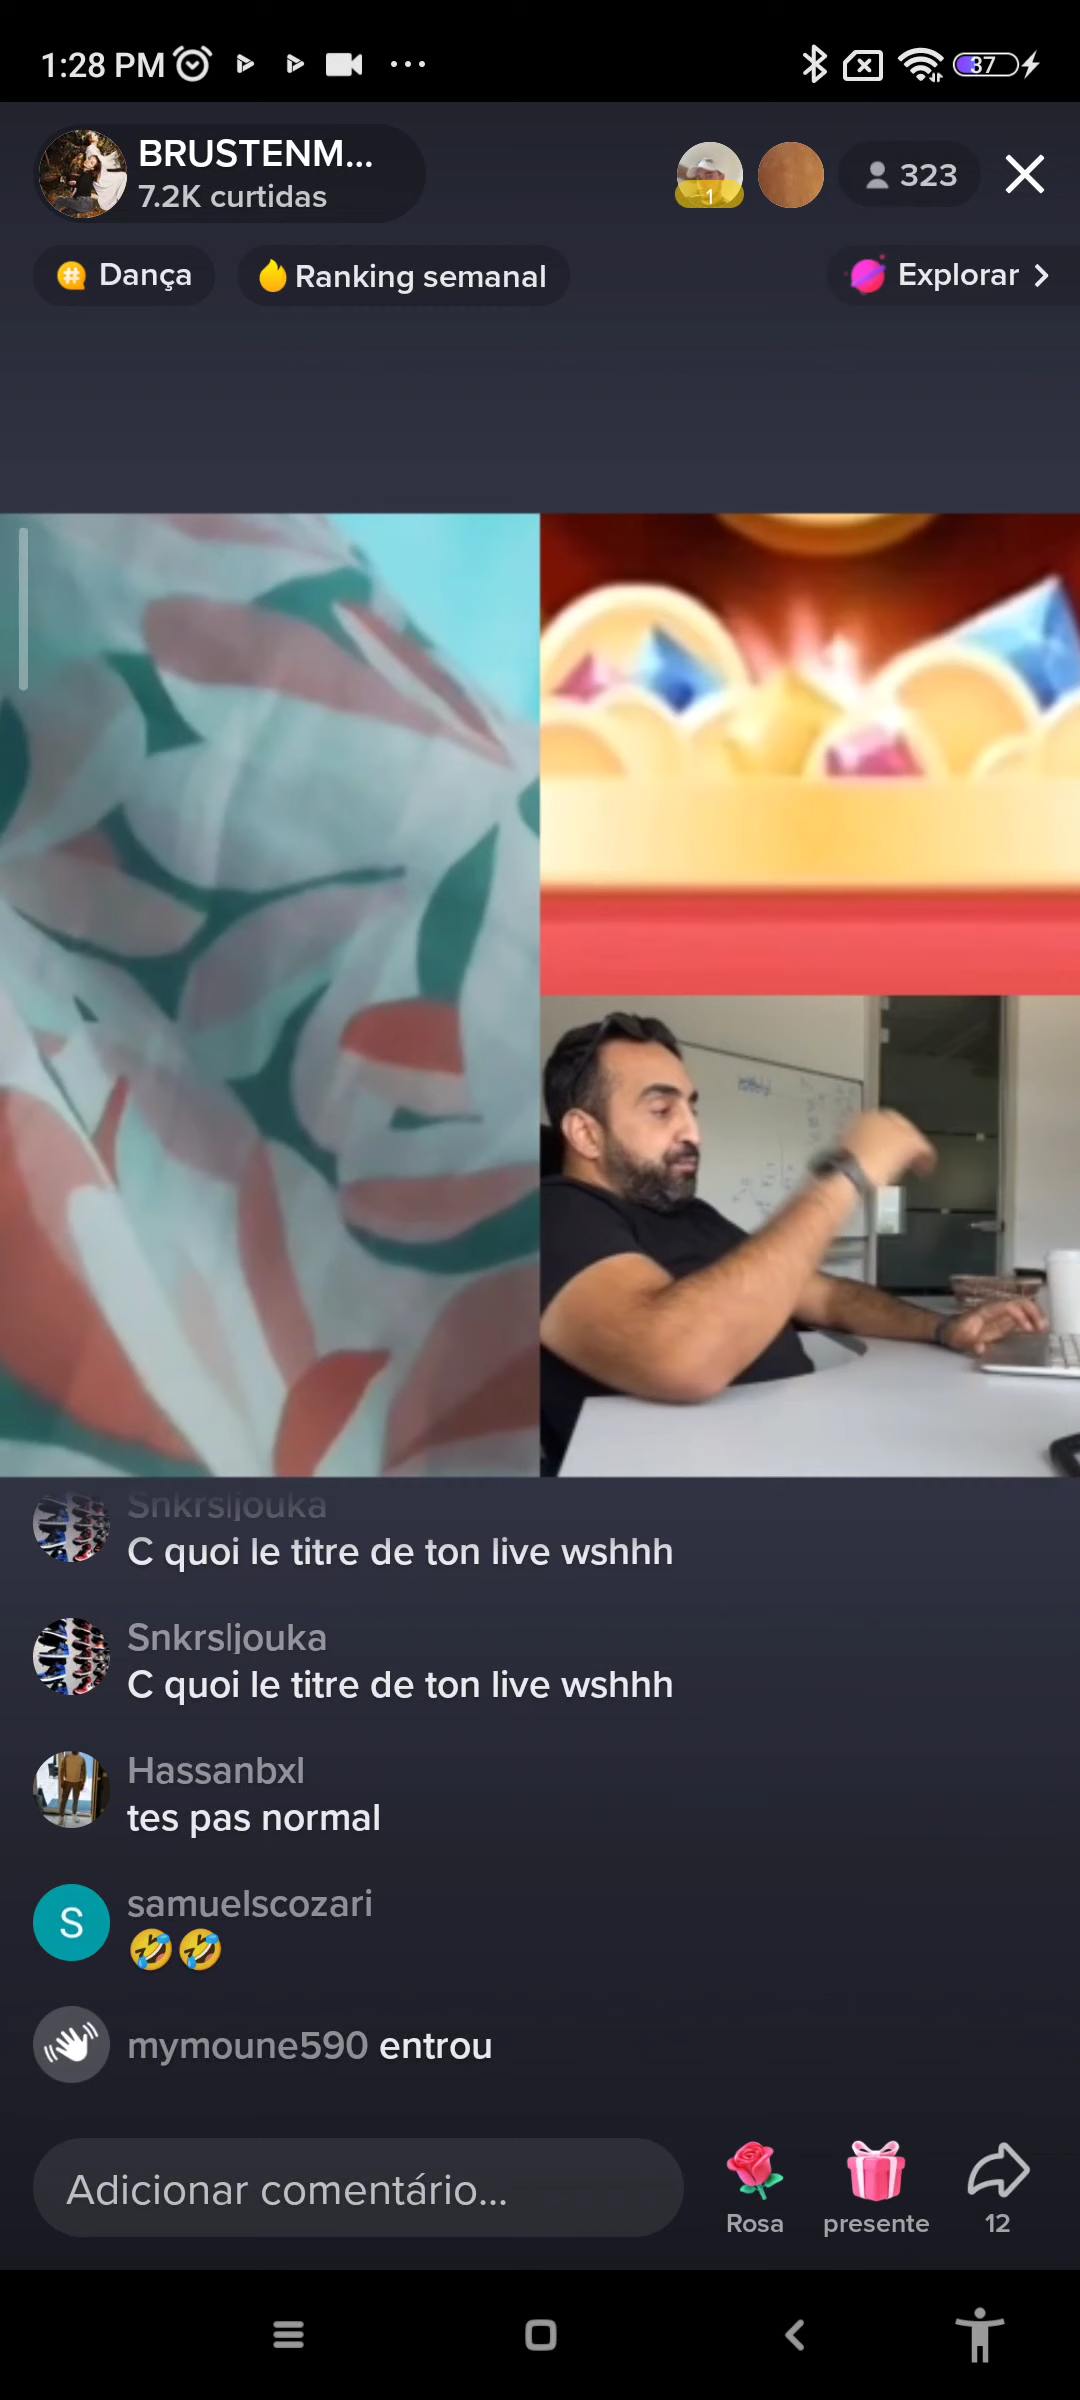 1:28 PM
37
BRUSTENM...
7.2K curtidas
1
323
Dança
Ranking semanal
Explorar
Snkrsljouka
C quoi le titre de ton live wshhh
Snkrsljouka
C quoi le titre de ton live wshhh
Hassanbxl
tes pas normal
S
samuelscozari
🤣🤣
mymoune590 entrou
Adicionar comentário...
Rosa
presente
12